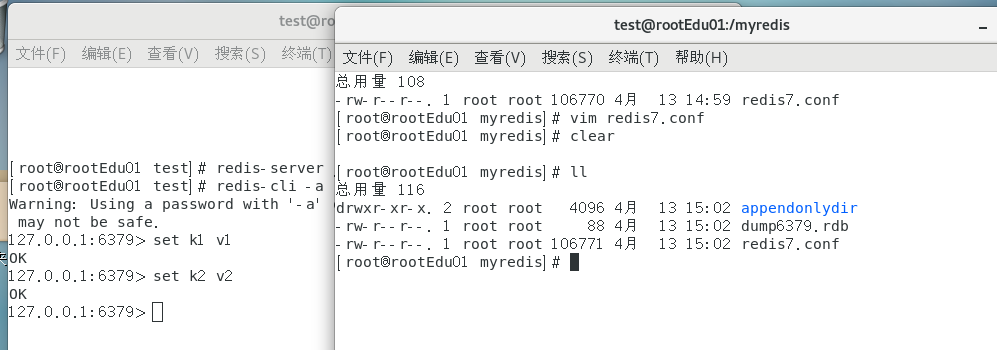 test@ro
文件(F) 编辑(E) 查看(V) 搜索(S) 终端(T)
[root@rootEdu01 test]# redis-server
[root@rootEdu01 test]# redis-cli -a
Warning: Using a password with '-a'
may not be safe.
127.0.0.1:6379> set k1 v1
OK
127.0.0.1:6379> set k2 v2
OK
127.0.0.1:6379>
test@rootEdu01:/myredis
文件(F) 编辑(E) 查看(V) 搜索(S) 终端(T) 帮助(H)
总用量 108
-rw-r--r--. 1 root root 106770 4月 13 14:59 redis7.conf
[root@rootEdu01 myredis]# vim redis7.conf
[root@rootEdu01 myredis]# clear
[root@rootEdu01 myredis]# ll
总用量 116
drwxr-xr-x. 2 root root 4096 4月 13 15:02 appendonlydir
-rw-r--r--. 1 root root 88 4月 13 15:02 dump6379.rdb
-rw-r--r--. 1 root root 106771 4月 13 15:02 redis7.conf
[root@rootEdu01 myredis]#